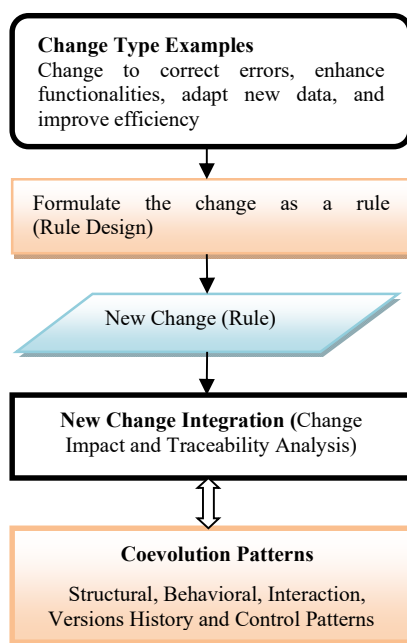 Change Type Examples
Change to correct errors, enhance
functionalities, adapt new data, and
improve efficiency
Formulate the change as a rule
(Rule Design)
New Change (Rule)
New Change Integration (Change
Impact and Traceability Analysis)
Coevolution Patterns
Structural, Behavioral, Interaction,
Versions History and Control Patterns